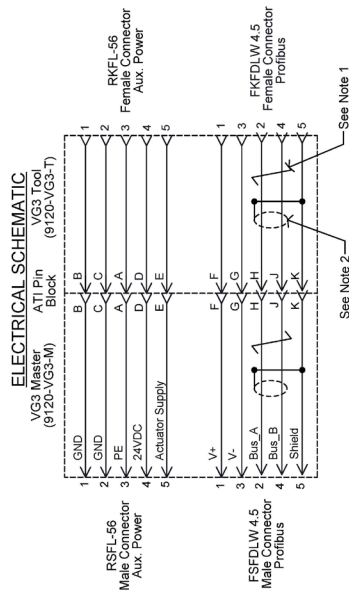 ELECTRICAL SCHEMATIC
VG3 Master
(9120-VG3-M)
ATI Pin
Block
VG3 Tool
(9120-VG3-T)
RSFL-56
Male Connector
Aux. Power
RKFL-56
Female Connector
Aux. Power
1 GND B B 1
2 GND C C 2
3 PE A A 3
4 24VDC D D 4
5 Actuator Supply E E 5
FSFDLW 4.5
Male Connector
Profibus
FKFDLW 4.5
Female Connector
Profibus
1 V+ F F 1
3 V- G G 3
2 Bus_A H H 2
4 Bus_B J J 4
5 Shield K K 5
See Note 2
See Note 1